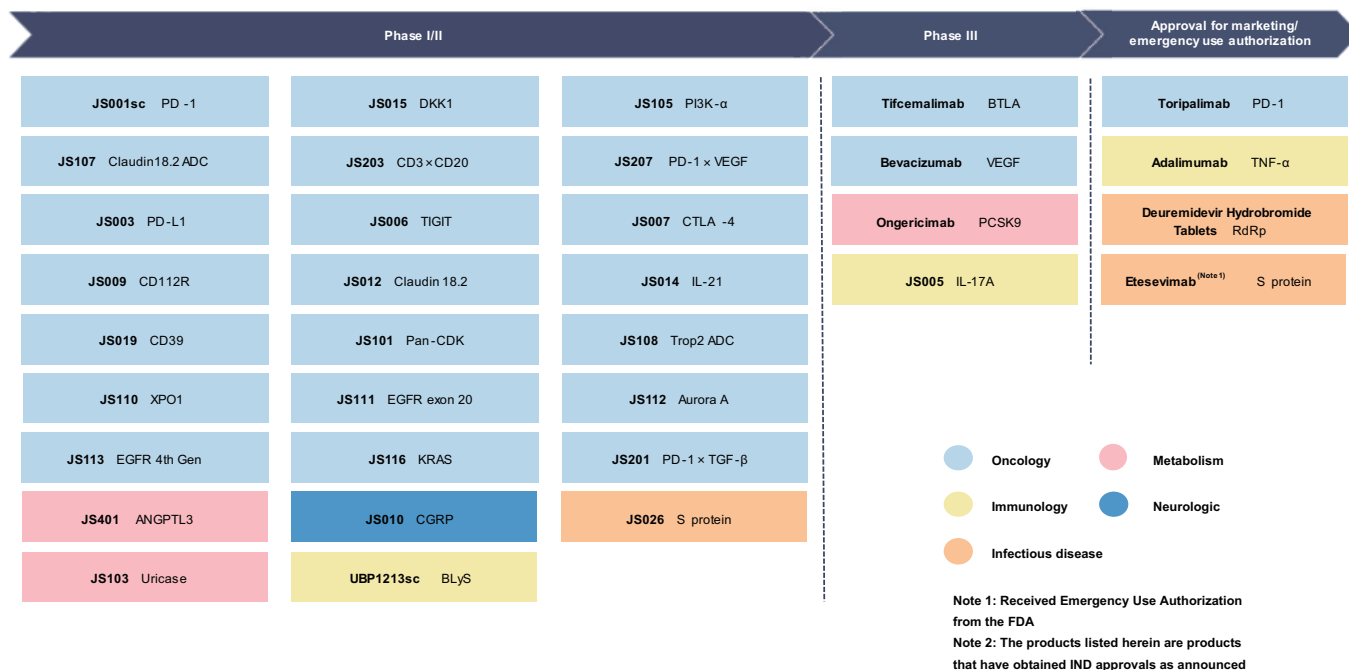 Phase I/II
Phase III
Approval for marketing/
emergency use authorization
JS001sc PD-1
JS015 DKK1
JS105 PI3K-α
Tifcemalimab BTLA
Toripalimab PD-1
JS107 Claudin18.2 ADC
JS203 CD3×CD20
JS207 PD-1 × VEGF
Bevacizumab VEGF
Adalimumab TNF-α
JS003 PD-L1
JS006 TIGIT
JS007 CTLA -4
Ongericimab PCSK9
Deuremidevir Hydrobromide
Tablets RdRp
JS009 CD112R
JS012 Claudin 18.2
JS014 IL-21
JS005 IL-17A
Etesevimab(Note 1) S protein
JS019 CD39
JS101 Pan-CDK
JS108 Trop2 ADC
JS110 XPO1
JS111 EGFR exon 20
JS112 Aurora A
JS113 EGFR 4th Gen
JS116 KRAS
JS201 PD-1 × TGF-β
JS401 ANGPTL3
JS010 CGRP
JS026 S protein
JS103 Uricase
UBP1213sc BLyS
Oncology
Metabolism
Immunology
Neurologic
Infectious disease
Note 1: Received Emergency Use Authorization
from the FDA
Note 2: The products listed herein are products
that have obtained IND approvals as announced